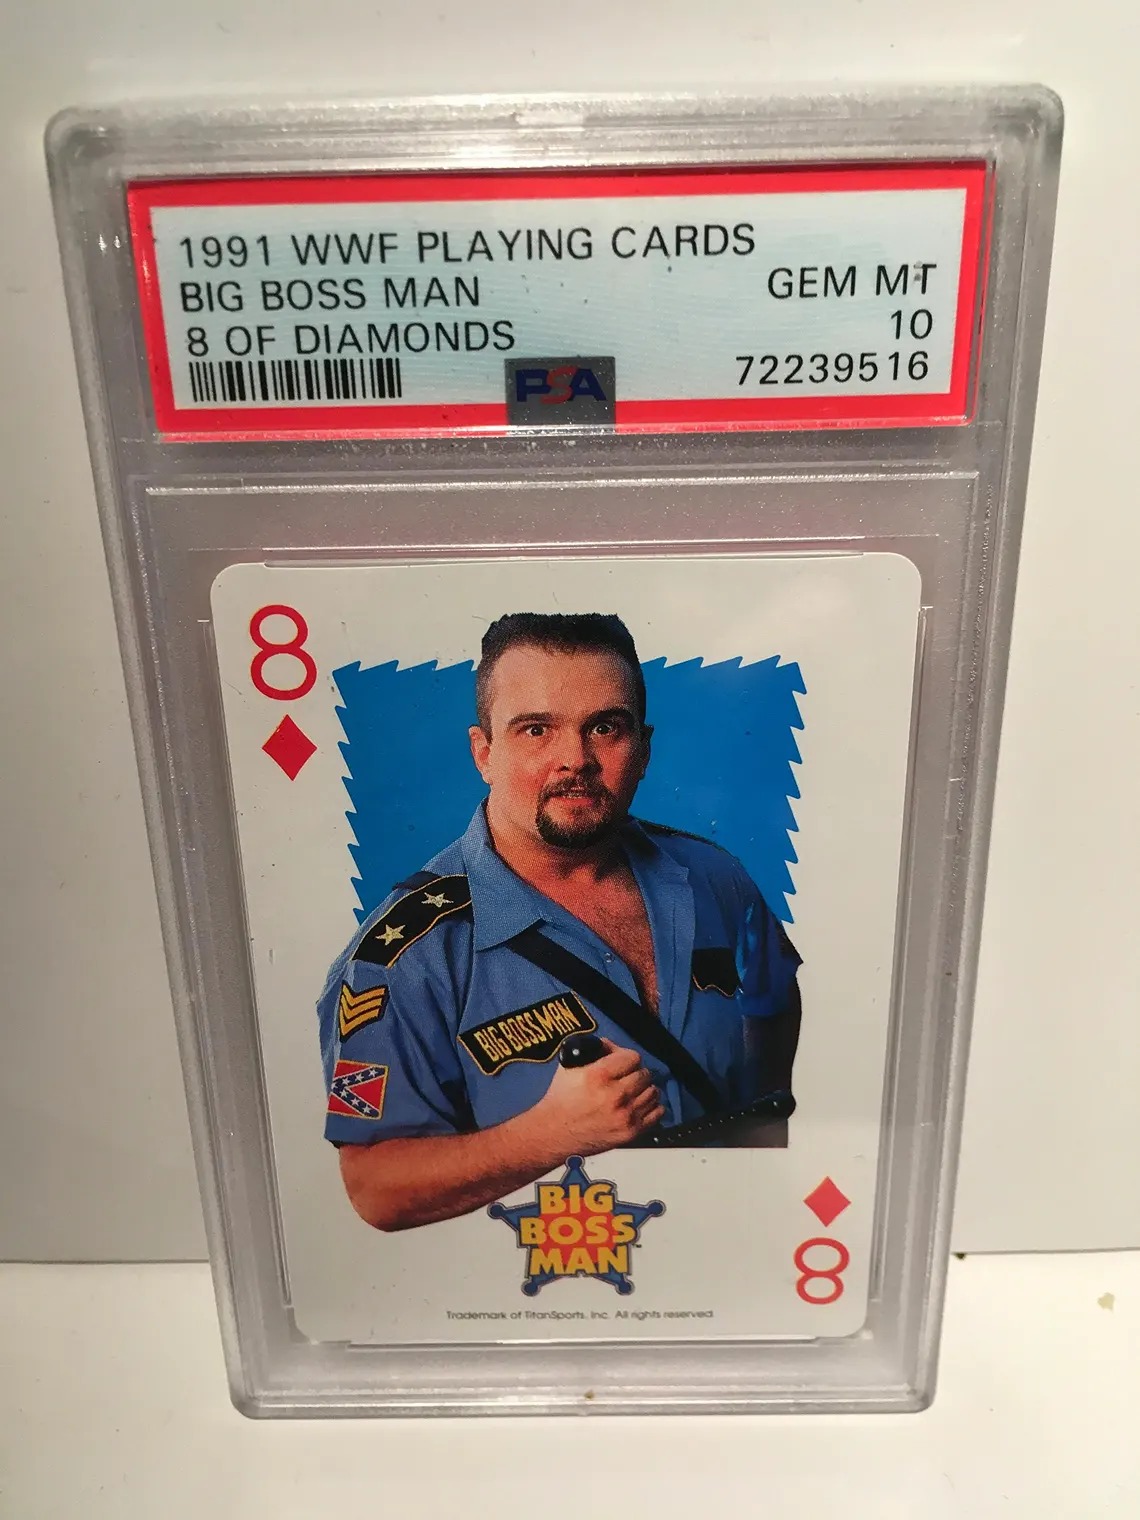 1991 WWF PLAYING CARDS
BIG BOSS MAN
8 OF DIAMONDS
GEM MT
10
72239516
PSA
8
BIG BOSS MAN
BIG
BOSS
MAN
TM
8
Trademark of TitanSports, Inc. All rights reserved.